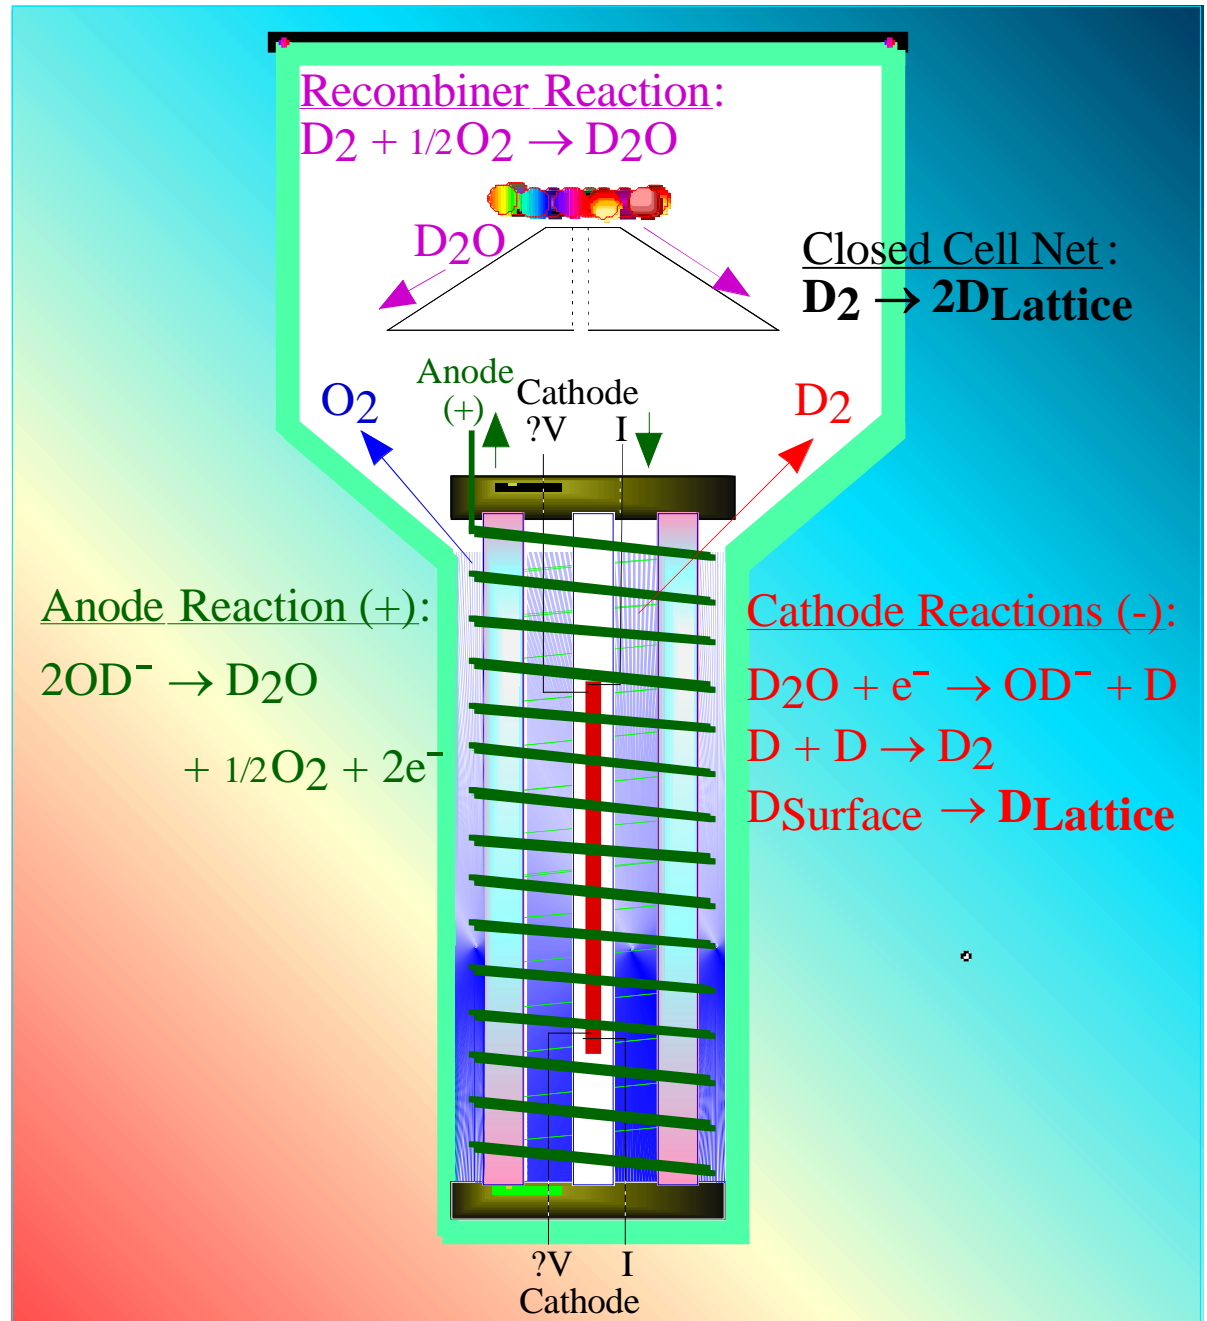 Recombiner Reaction:
D2 + 1/2O2 → D2O
D2O
Closed Cell Net:
D2 → 2DLattice
Anode
(+)
Cathode
?V I
O2
D2
Anode Reaction (+):
2OD⁻ → D2O
+ 1/2O2 + 2e⁻
Cathode Reactions (-):
D2O + e⁻ → OD⁻ + D
D + D → D2
DSurface → DLattice
?V I
Cathode